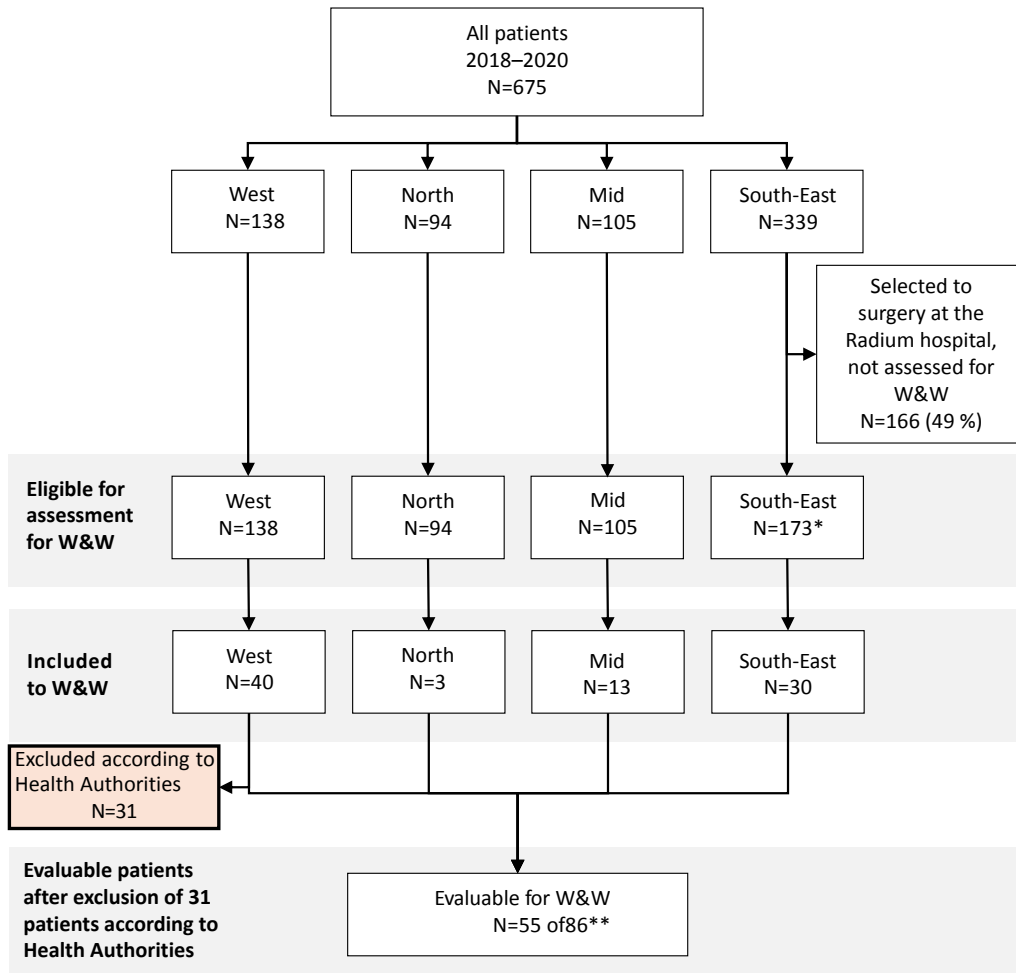 All patients
2018–2020
N=675
West
N=138
North
N=94
Mid
N=105
South-East
N=339
Selected to
surgery at the
Radium hospital,
not assessed for
W&W
N=166 (49 %)
Eligible for
assessment
for W&W
West
N=138
North
N=94
Mid
N=105
South-East
N=173*
Included
to W&W
West
N=40
North
N=3
Mid
N=13
South-East
N=30
Excluded according to
Health Authorities
N=31
Evaluable patients
after exclusion of 31
patients according to
Health Authorities
Evaluable for W&W
N=55 of86**